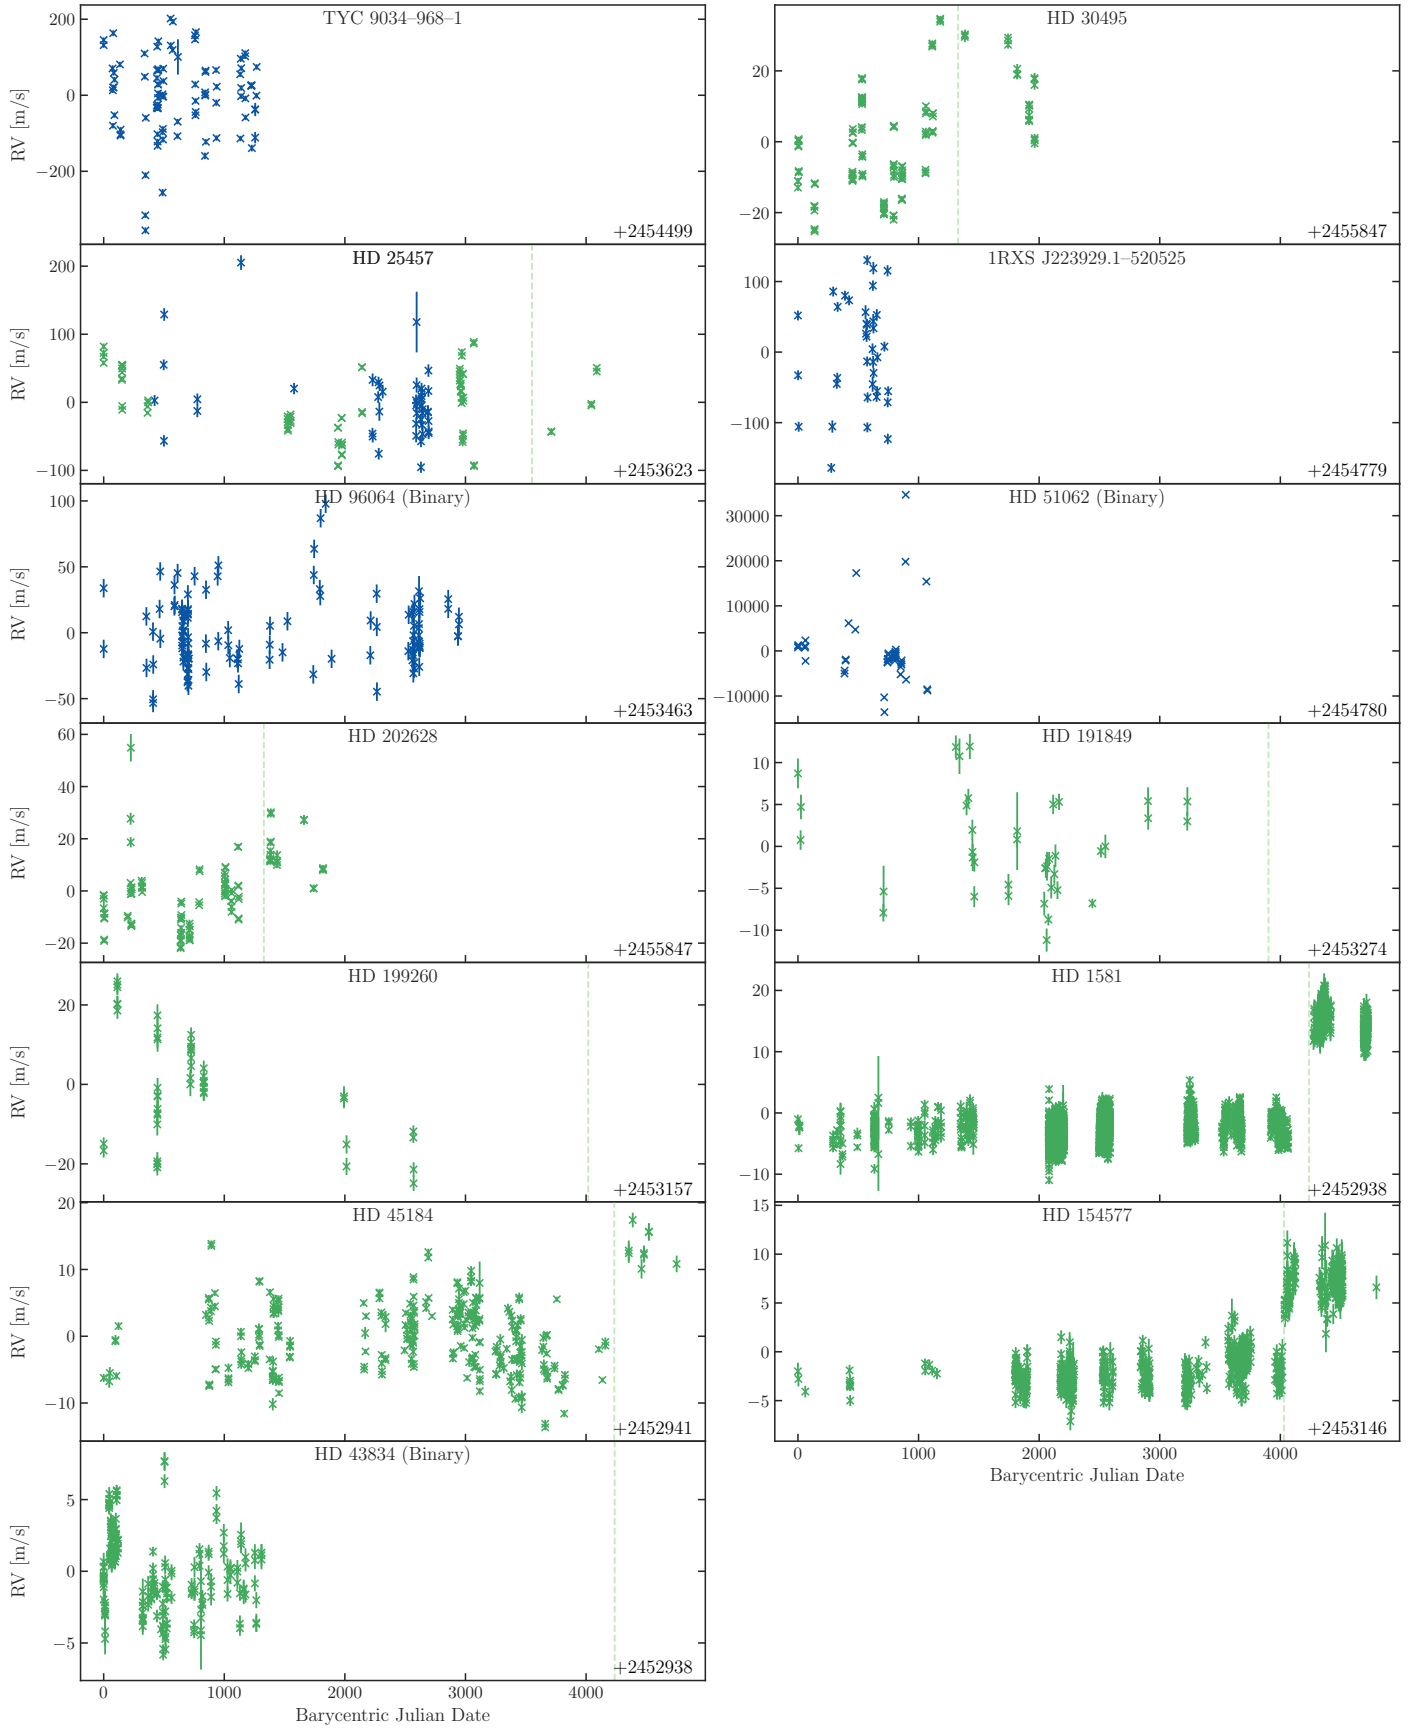 TYC 9034–968–1
200
0
−200
RV [m/s]
+2454499
HD 30495
20
0
−20
+2455847
HD 25457
200
100
0
−100
RV [m/s]
+2453623
1RXS J223929.1–520525
100
0
−100
+2454779
HD 96064 (Binary)
100
50
0
−50
RV [m/s]
+2453463
HD 51062 (Binary)
30000
20000
10000
0
−10000
+2454780
HD 202628
60
40
20
0
−20
RV [m/s]
+2455847
HD 191849
10
5
0
−5
−10
+2453274
HD 199260
20
0
−20
RV [m/s]
+2453157
HD 1581
20
10
0
−10
+2452938
HD 45184
20
10
0
−10
RV [m/s]
+2452941
HD 154577
15
10
5
0
−5
+2453146
0 1000 2000 3000 4000
Barycentric Julian Date
HD 43834 (Binary)
5
0
−5
RV [m/s]
+2452938
0 1000 2000 3000 4000
Barycentric Julian Date